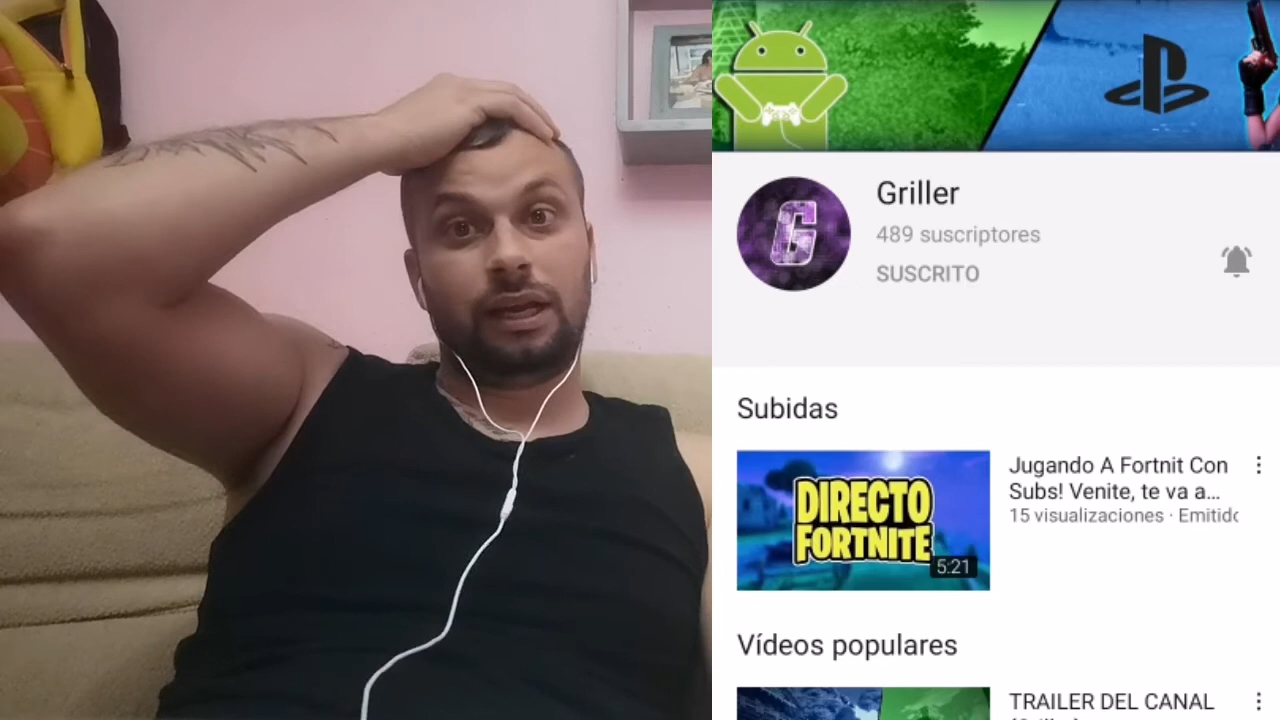 G
Griller
489 suscriptores
SUSCRITO
Subidas
DIRECTO
FORTNITE
5:21
Jugando A Fortnit Con
Subs! Venite, te va a...
15 visualizaciones · Emitido
Vídeos populares
TRAILER DEL CANAL